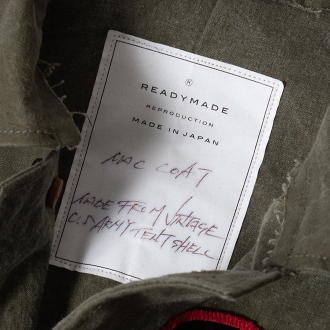 ®
READYMADE
REPRODUCTION
MADE IN JAPAN
MAC COAT
MADE FROM VINTAGE
U.S ARMY TENT SHELL